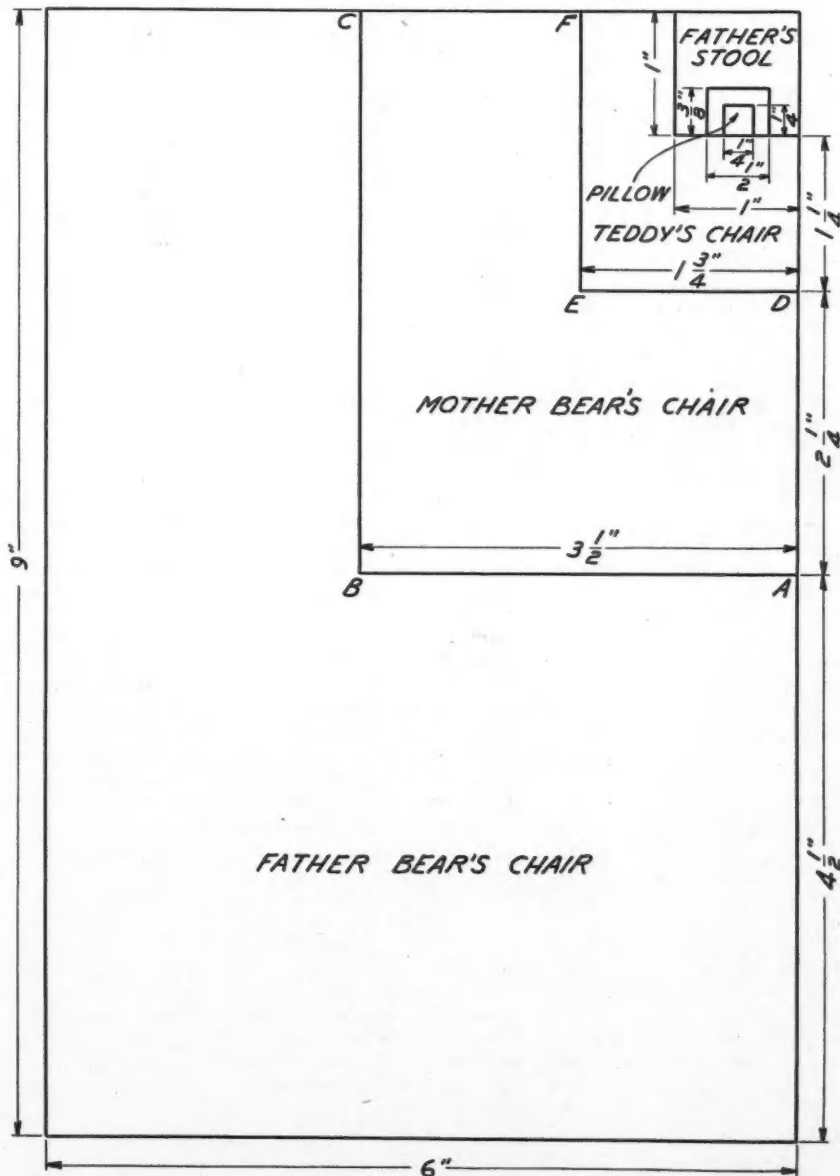 C
F
FATHER'S
STOOL
1"
3/8"
1/4"
1/4"
1/2"
PILLOW
1"
TEDDY'S CHAIR
1 3/4"
1 1/4"
E
D
MOTHER BEAR'S CHAIR
2 1/4"
3 1/2"
9"
B
A
FATHER BEAR'S CHAIR
4 1/2"
6"